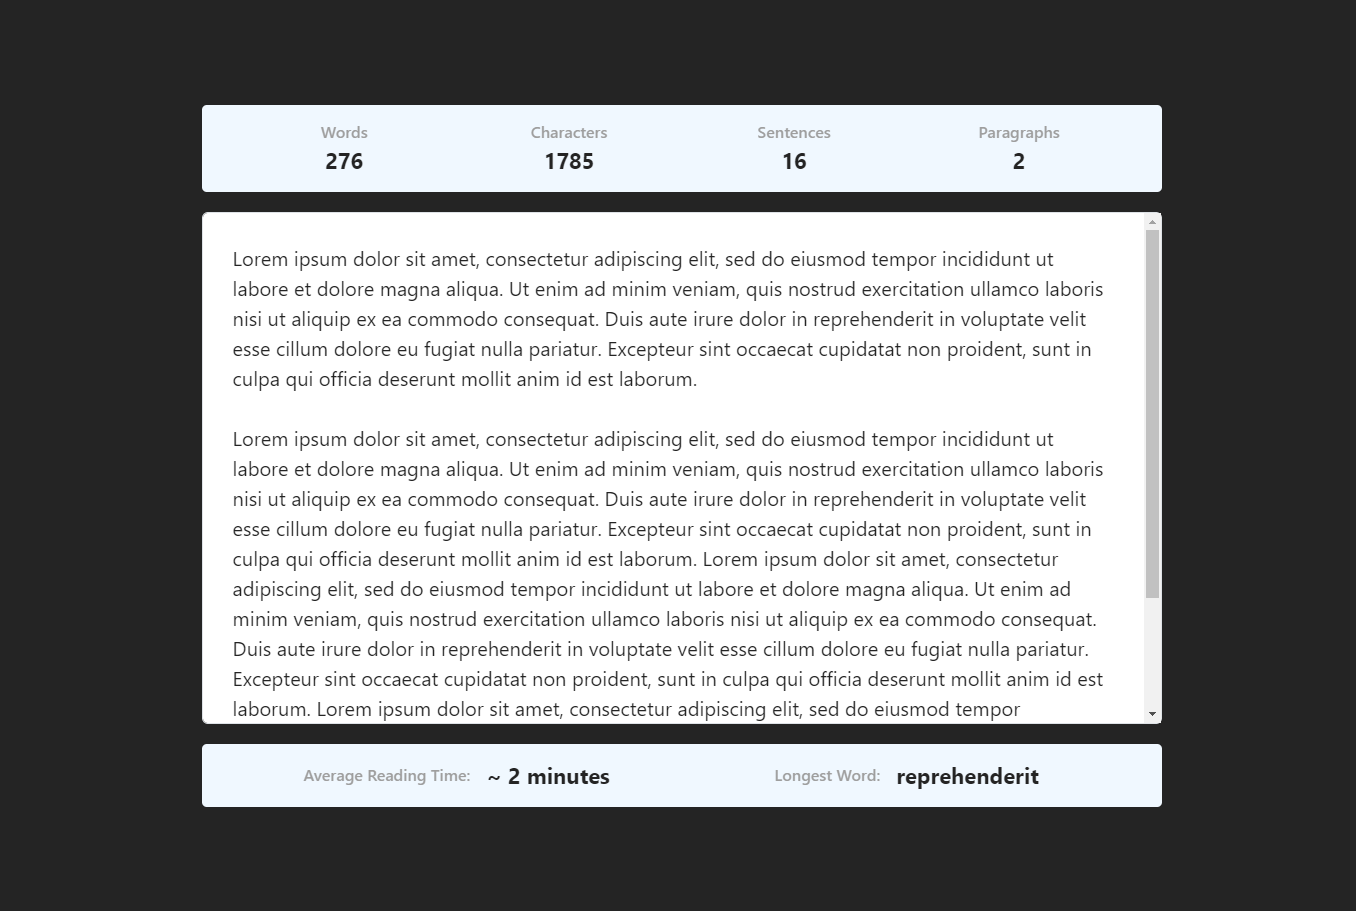 Words Characters Sentences Paragraphs
276 1785 16 2
Lorem ipsum dolor sit amet, consectetur adipiscing elit, sed do eiusmod tempor incididunt ut
labore et dolore magna aliqua. Ut enim ad minim veniam, quis nostrud exercitation ullamco laboris
nisi ut aliquip ex ea commodo consequat. Duis aute irure dolor in reprehenderit in voluptate velit
esse cillum dolore eu fugiat nulla pariatur. Excepteur sint occaecat cupidatat non proident, sunt in
culpa qui officia deserunt mollit anim id est laborum.
Lorem ipsum dolor sit amet, consectetur adipiscing elit, sed do eiusmod tempor incididunt ut
labore et dolore magna aliqua. Ut enim ad minim veniam, quis nostrud exercitation ullamco laboris
nisi ut aliquip ex ea commodo consequat. Duis aute irure dolor in reprehenderit in voluptate velit
esse cillum dolore eu fugiat nulla pariatur. Excepteur sint occaecat cupidatat non proident, sunt in
culpa qui officia deserunt mollit anim id est laborum. Lorem ipsum dolor sit amet, consectetur
adipiscing elit, sed do eiusmod tempor incididunt ut labore et dolore magna aliqua. Ut enim ad
minim veniam, quis nostrud exercitation ullamco laboris nisi ut aliquip ex ea commodo consequat.
Duis aute irure dolor in reprehenderit in voluptate velit esse cillum dolore eu fugiat nulla pariatur.
Excepteur sint occaecat cupidatat non proident, sunt in culpa qui officia deserunt mollit anim id est
laborum. Lorem ipsum dolor sit amet, consectetur adipiscing elit, sed do eiusmod tempor
Average Reading Time: ~ 2 minutes Longest Word: reprehenderit